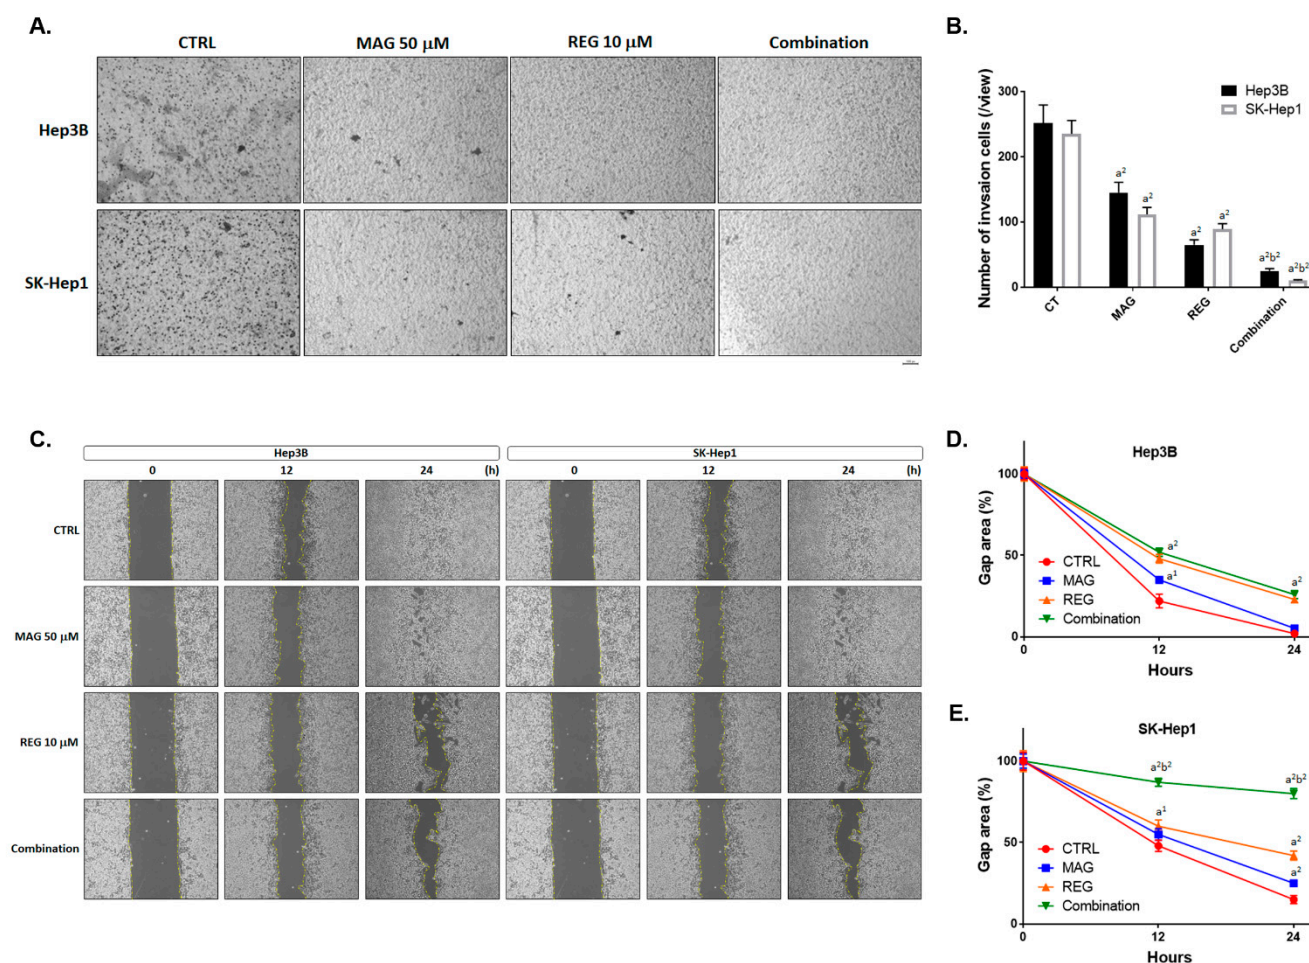 A.
CTRL MAG 50 μM REG 10 μM Combination
Hep3B
SK-Hep1
B.
Number of invsaion cells (/view)
300
200
100
0
Hep3B
SK-Hep1
a² a² a² a² a²b² a²b²
CT MAG REG Combination
C.
Hep3B SK-Hep1
0 12 24 (h) 0 12 24 (h)
CTRL
MAG 50 μM
REG 10 μM
Combination
D.
Hep3B
Gap area (%)
100
50
0
a²
a¹
a²
CTRL
MAG
REG
Combination
0 12 24
Hours
E.
SK-Hep1
Gap area (%)
100
50
0
a²b² a²b²
a¹
a²
a²
CTRL
MAG
REG
Combination
0 12 24
Hours